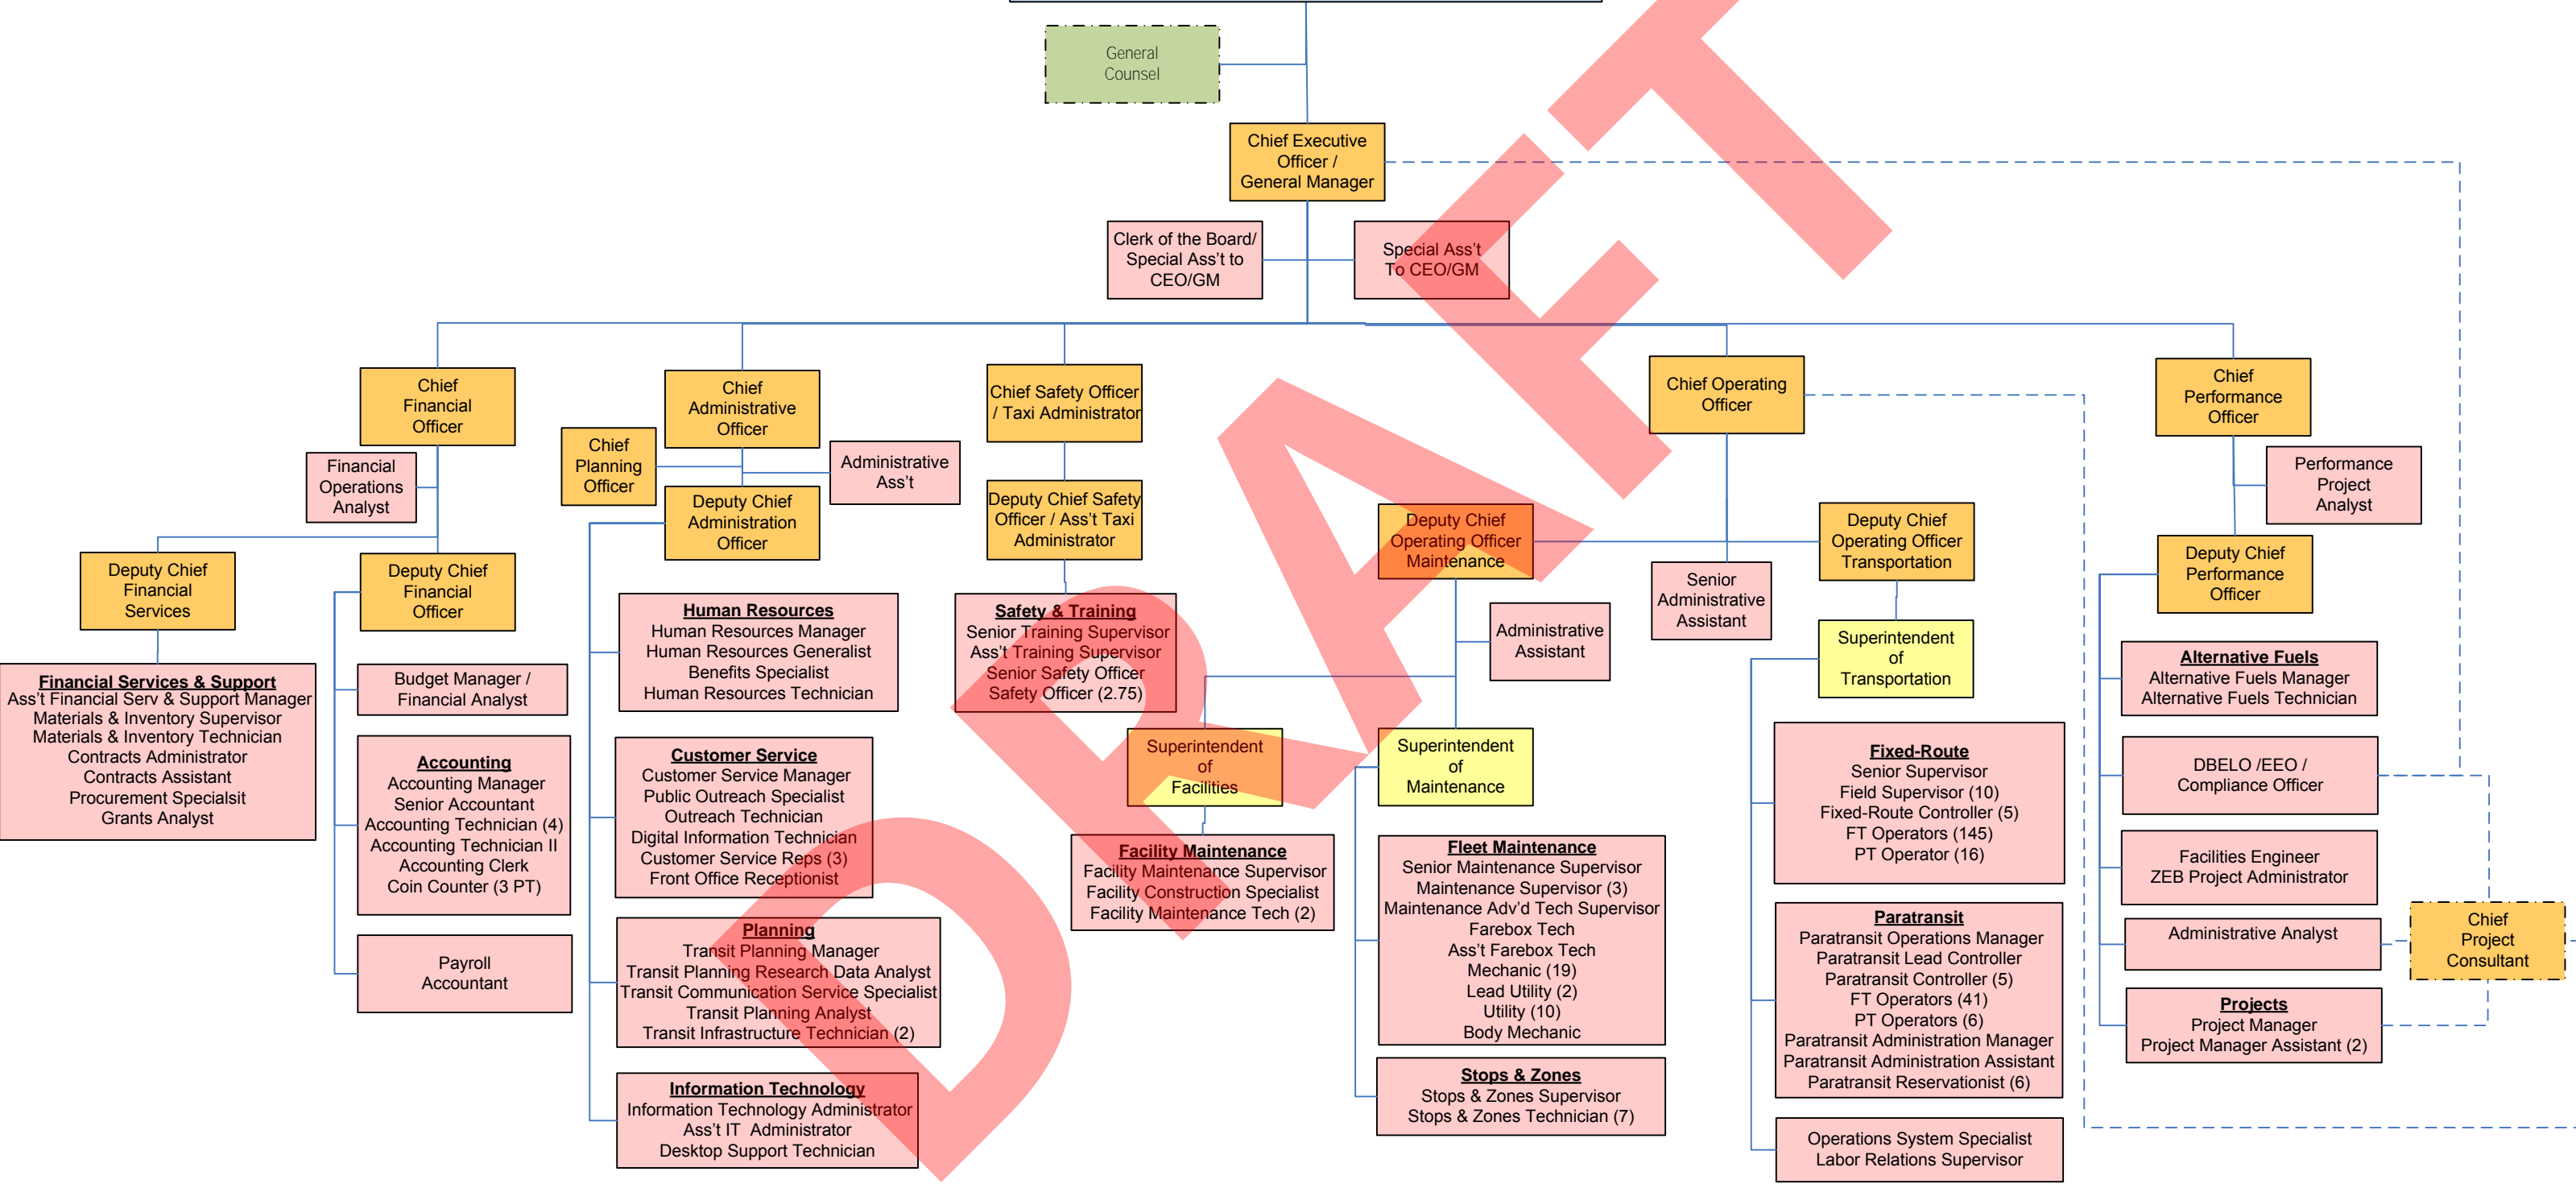 General
Counsel
Chief Executive
Officer /
General Manager
Clerk of the Board/
Special Ass't to
CEO/GM
Special Ass't
To CEO/GM
Chief
Financial
Officer
Financial
Operations
Analyst
Deputy Chief
Financial
Services
Deputy Chief
Financial
Officer
Financial Services & Support
Ass't Financial Serv & Support Manager
Materials & Inventory Supervisor
Materials & Inventory Technician
Contracts Administrator
Contracts Assistant
Procurement Specialsit
Grants Analyst
Budget Manager /
Financial Analyst
Accounting
Accounting Manager
Senior Accountant
Accounting Technician (4)
Accounting Technician II
Accounting Clerk
Coin Counter (3 PT)
Payroll
Accountant
Chief
Administrative
Officer
Chief
Planning
Officer
Administrative
Ass't
Deputy Chief
Administration
Officer
Human Resources
Human Resources Manager
Human Resources Generalist
Benefits Specialist
Human Resources Technician
Customer Service
Customer Service Manager
Public Outreach Specialist
Outreach Technician
Digital Information Technician
Customer Service Reps (3)
Front Office Receptionist
Planning
Transit Planning Manager
Transit Planning Research Data Analyst
Transit Communication Service Specialist
Transit Planning Analyst
Transit Infrastructure Technician (2)
Information Technology
Information Technology Administrator
Ass't IT Administrator
Desktop Support Technician
Chief Safety Officer
/ Taxi Administrator
Deputy Chief Safety
Officer / Ass't Taxi
Administrator
Safety & Training
Senior Training Supervisor
Ass't Training Supervisor
Senior Safety Officer
Safety Officer (2.75)
Chief Operating
Officer
Deputy Chief
Operating Officer
Maintenance
Senior
Administrative
Assistant
Deputy Chief
Operating Officer
Transportation
Administrative
Assistant
Superintendent
of
Facilities
Superintendent
of
Maintenance
Superintendent
of
Transportation
Facility Maintenance
Facility Maintenance Supervisor
Facility Construction Specialist
Facility Maintenance Tech (2)
Fleet Maintenance
Senior Maintenance Supervisor
Maintenance Supervisor (3)
Maintenance Adv'd Tech Supervisor
Farebox Tech
Ass't Farebox Tech
Mechanic (19)
Lead Utility (2)
Utility (10)
Body Mechanic
Stops & Zones
Stops & Zones Supervisor
Stops & Zones Technician (7)
Fixed-Route
Senior Supervisor
Field Supervisor (10)
Fixed-Route Controller (5)
FT Operators (145)
PT Operator (16)
Paratransit
Paratransit Operations Manager
Paratransit Lead Controller
Paratransit Controller (5)
FT Operators (41)
PT Operators (6)
Paratransit Administration Manager
Paratransit Administration Assistant
Paratransit Reservationist (6)
Operations System Specialist
Labor Relations Supervisor
Chief
Performance
Officer
Performance
Project
Analyst
Deputy Chief
Performance
Officer
Alternative Fuels
Alternative Fuels Manager
Alternative Fuels Technician
DBELO /EEO /
Compliance Officer
Facilities Engineer
ZEB Project Administrator
Administrative Analyst
Projects
Project Manager
Project Manager Assistant (2)
Chief
Project
Consultant
DRAFT